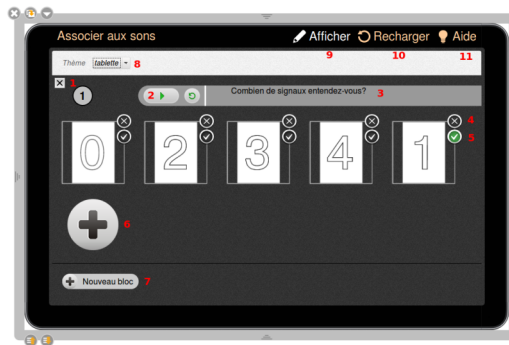 Associer aux sons Afficher Recharger Aide
Thème tablette 8 9 10 11
1
1 2 Combien de signaux entendez-vous? 3
4
0 2 3 4 1 5
6
Nouveau bloc 7